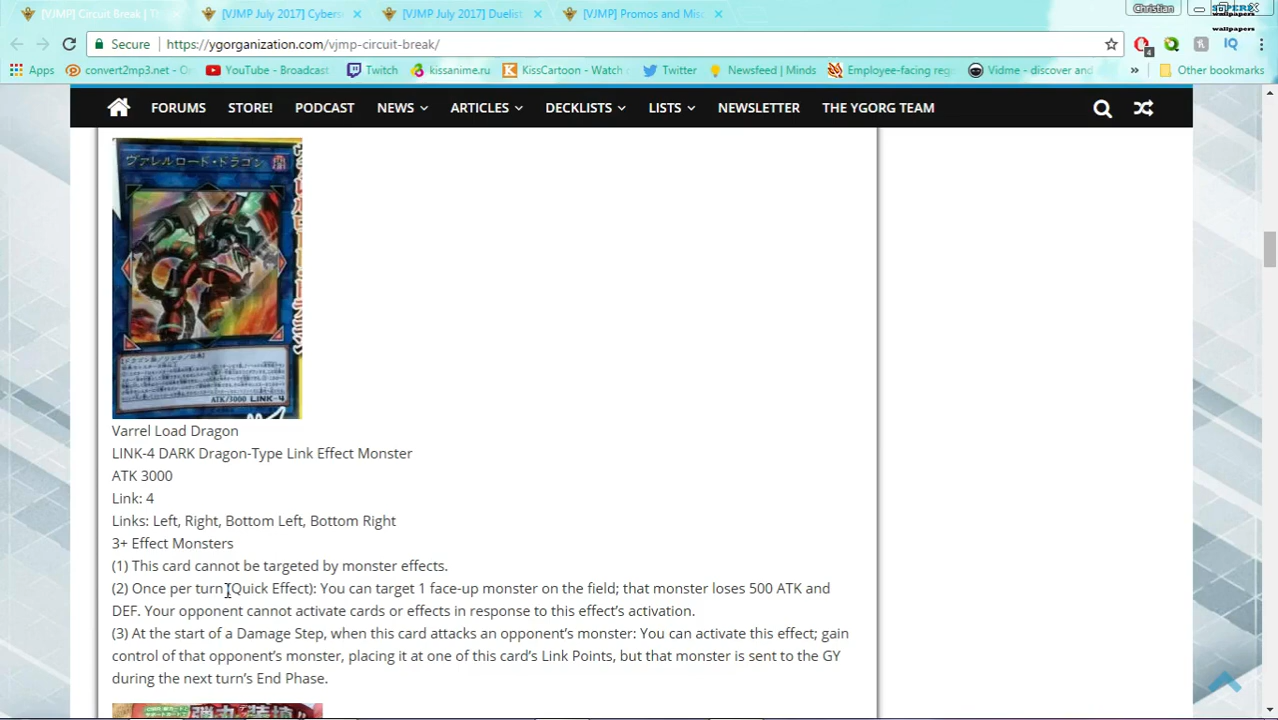 [VJMP] Circuit Break | Th
[VJMP July 2017] Cybers
[VJMP July 2017] Duelist
[VJMP] Promos and Misc
Christian
wallpapers
Secure
https://ygorganization.com/vjmp-circuit-break/
4
IQ
Apps
convert2mp3.net - On
YouTube - Broadcast
Twitch
kissanime.ru
KissCartoon - Watch c
Twitter
Newsfeed | Minds
Employee-facing reg
Vidme - discover and
»
Other bookmarks
FORUMS
STORE!
PODCAST
NEWS
ARTICLES
DECKLISTS
LISTS
NEWSLETTER
THE YGORG TEAM
ヴァレルロード・ドラゴン
ATK/3000 LINK-4
Varrel Load Dragon
LINK-4 DARK Dragon-Type Link Effect Monster
ATK 3000
Link: 4
Links: Left, Right, Bottom Left, Bottom Right
3+ Effect Monsters
(1) This card cannot be targeted by monster effects.
(2) Once per turn (Quick Effect): You can target 1 face-up monster on the field; that monster loses 500 ATK and
DEF. Your opponent cannot activate cards or effects in response to this effect's activation.
(3) At the start of a Damage Step, when this card attacks an opponent's monster: You can activate this effect; gain
control of that opponent's monster, placing it at one of this card's Link Points, but that monster is sent to the GY
during the next turn's End Phase.